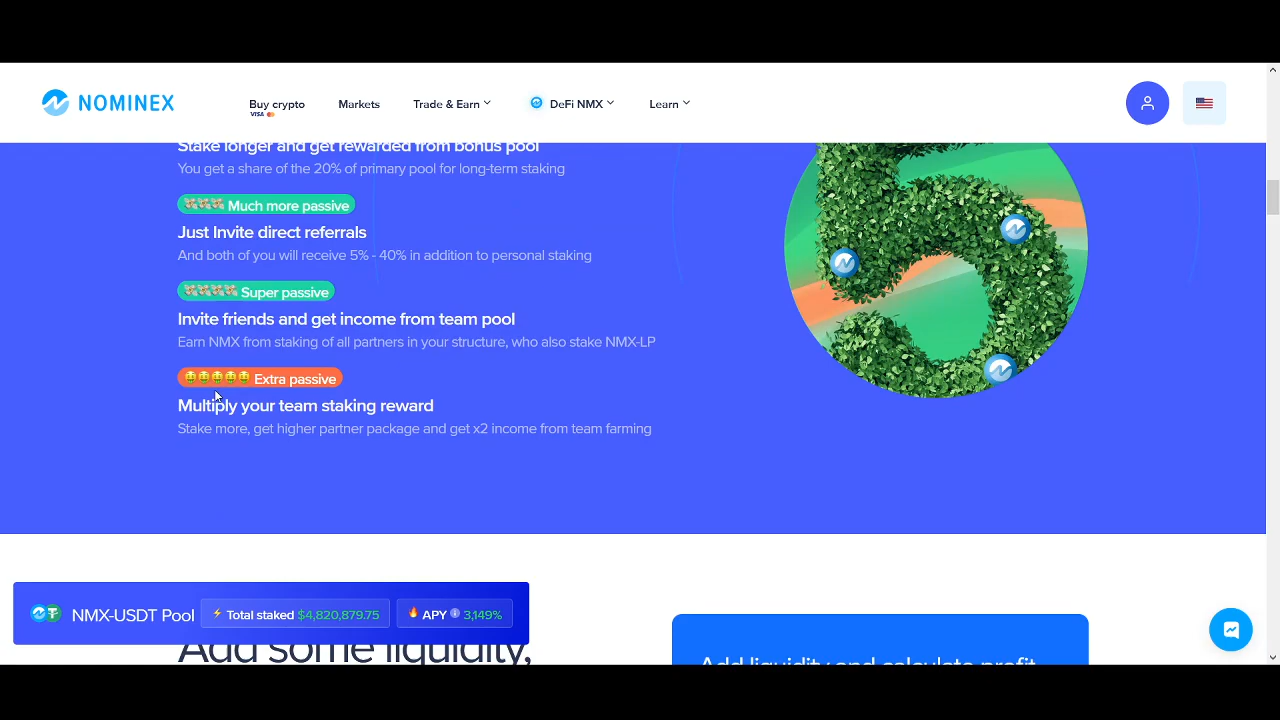 NOMINEX
Buy crypto
VISA
Markets
Trade & Earn
DeFi NMX
Learn
Stake longer and get rewarded from bonus pool
You get a share of the 20% of primary pool for long-term staking
💸💸💸 Much more passive
Just Invite direct referrals
And both of you will receive 5% - 40% in addition to personal staking
💸💸💸💸 Super passive
Invite friends and get income from team pool
Earn NMX from staking of all partners in your structure, who also stake NMX-LP
🤑🤑🤑🤑🤑 Extra passive
Multiply your team staking reward
Stake more, get higher partner package and get x2 income from team farming
NMX-USDT Pool
⚡ Total staked $4,820,879.75
🔥 APY 3,149%
Add some liquidity,
Add liquidity and calculate profit